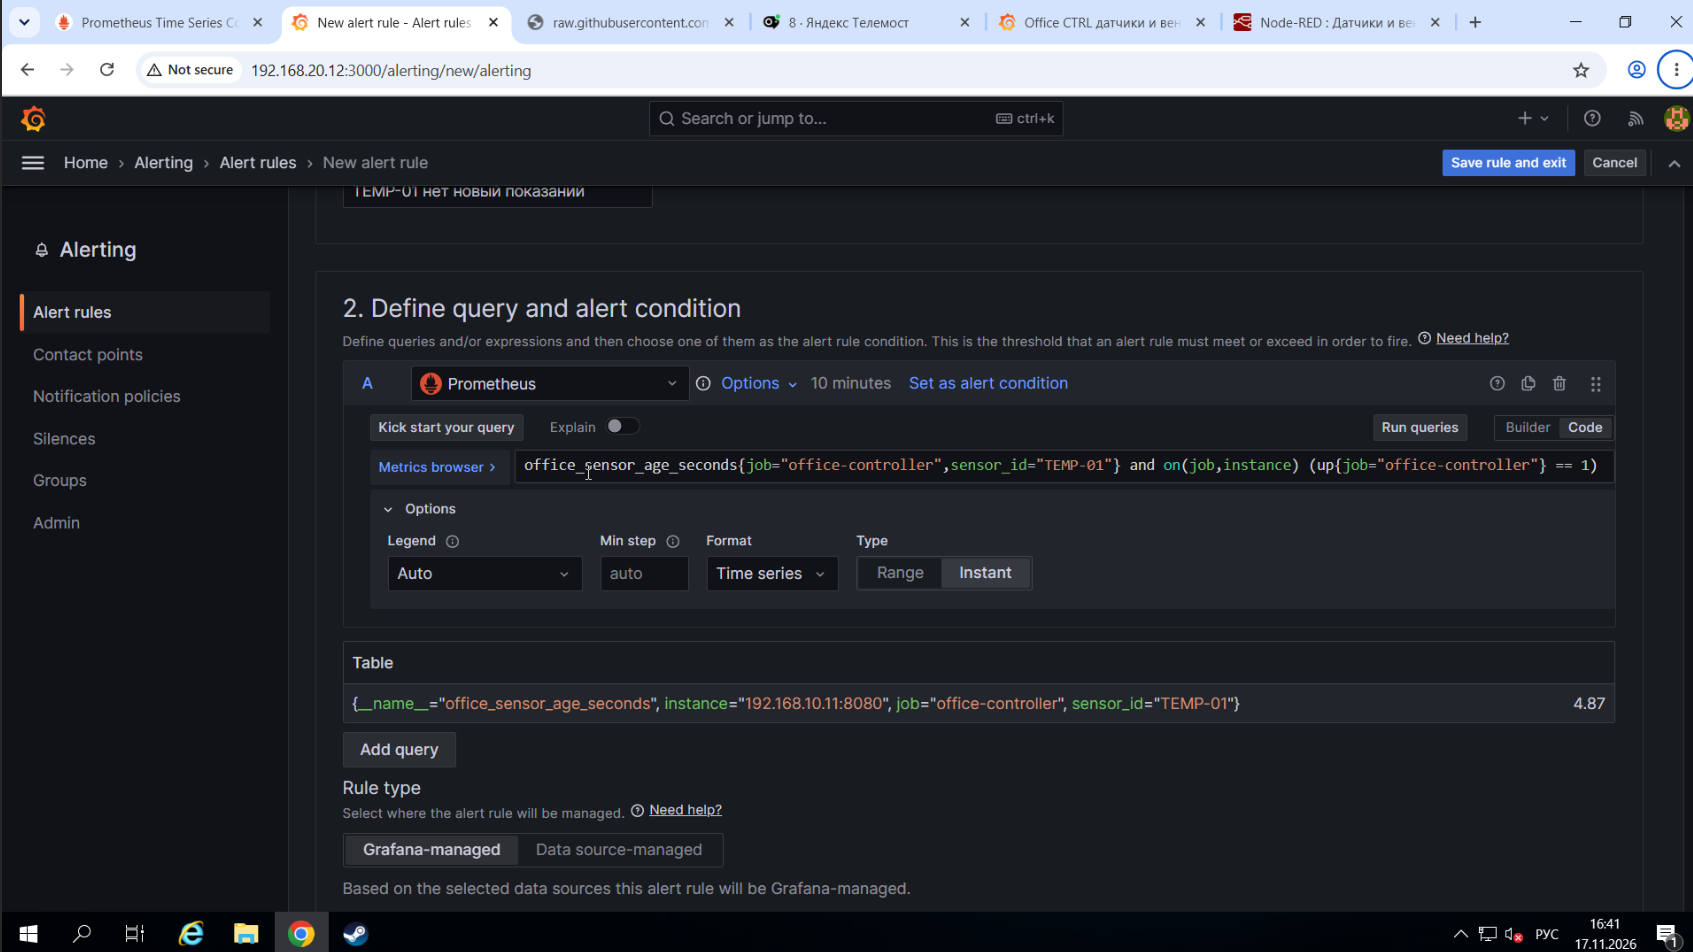 Prometheus Time Series Co
New alert rule - Alert rules
raw.githubusercontent.com
8 - Яндекс Телемост
Office CTRL датчики и вен
Node-RED : Датчики и вен
Not secure
192.168.20.12:3000/alerting/new/alerting
Search or jump to...
ctrl+k
Home › Alerting › Alert rules › New alert rule
Save rule and exit
Cancel
TEMP-01 нет новый показаний
Alerting
Alert rules
Contact points
Notification policies
Silences
Groups
Admin
2. Define query and alert condition
Define queries and/or expressions and then choose one of them as the alert rule condition. This is the threshold that an alert rule must meet or exceed in order to fire. Need help?
A
Prometheus
Options
10 minutes
Set as alert condition
Kick start your query
Explain
Run queries
Builder
Code
Metrics browser ›
office_sensor_age_seconds{job="office-controller",sensor_id="TEMP-01"} and on(job,instance) (up{job="office-controller"} == 1)
Options
Legend
Min step
Format
Type
Auto
auto
Time series
Range
Instant
Table
{__name__="office_sensor_age_seconds", instance="192.168.10.11:8080", job="office-controller", sensor_id="TEMP-01"}
4.87
Add query
Rule type
Select where the alert rule will be managed. Need help?
Grafana-managed
Data source-managed
Based on the selected data sources this alert rule will be Grafana-managed.
РУС
16:41
17.11.2026
1